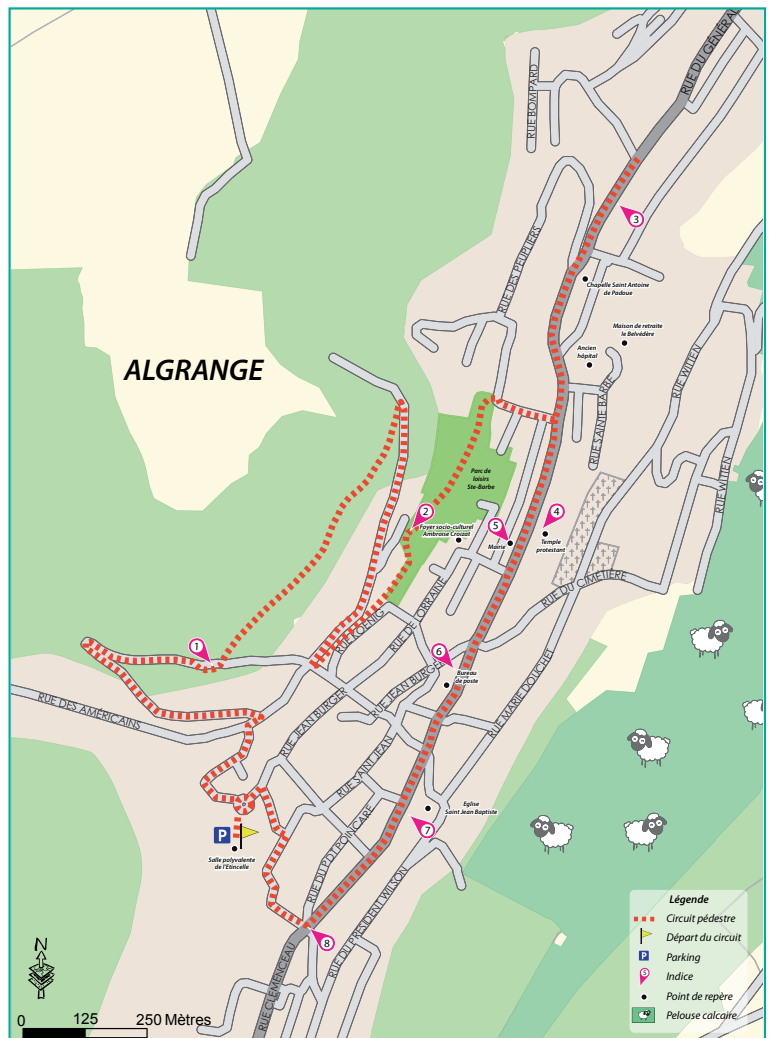 RUE DU GÉNÉRAL
RUE BOMPARD
3
RUE DES PEUPLIERS
Chapelle Saint Antoine
de Padoue
Maison de retraite
le Belvédère
Ancien
hôpital
ALGRANGE
RUE SAINTE BARBE
RUE WITTEN
RUE WITTEN
Parc de
loisirs
Ste-Barbe
2
Foyer socio-culturel
Ambroise Croizat
5
Mairie
4
Temple
protestant
RUE DU CIMETIÈRE
1
RUE KOENIG
RUE DE LORRAINE
6
Bureau
de poste
RUE JEAN BURGER
RUE JEAN BURGER
RUE MARIE DOUCHET
RUE DES AMÉRICAINS
RUE SAINT JEAN
Eglise
Saint Jean Baptiste
7
P
Salle polyvalente
de l'Etincelle
RUE DU PDT POINCARE
RUE DU PRÉSIDENT WILSON
8
RUE CLEMENCEAU
N
0 125 250 Mètres
Légende
Circuit pédestre
Départ du circuit
P Parking
5 Indice
Point de repère
Pelouse calcaire